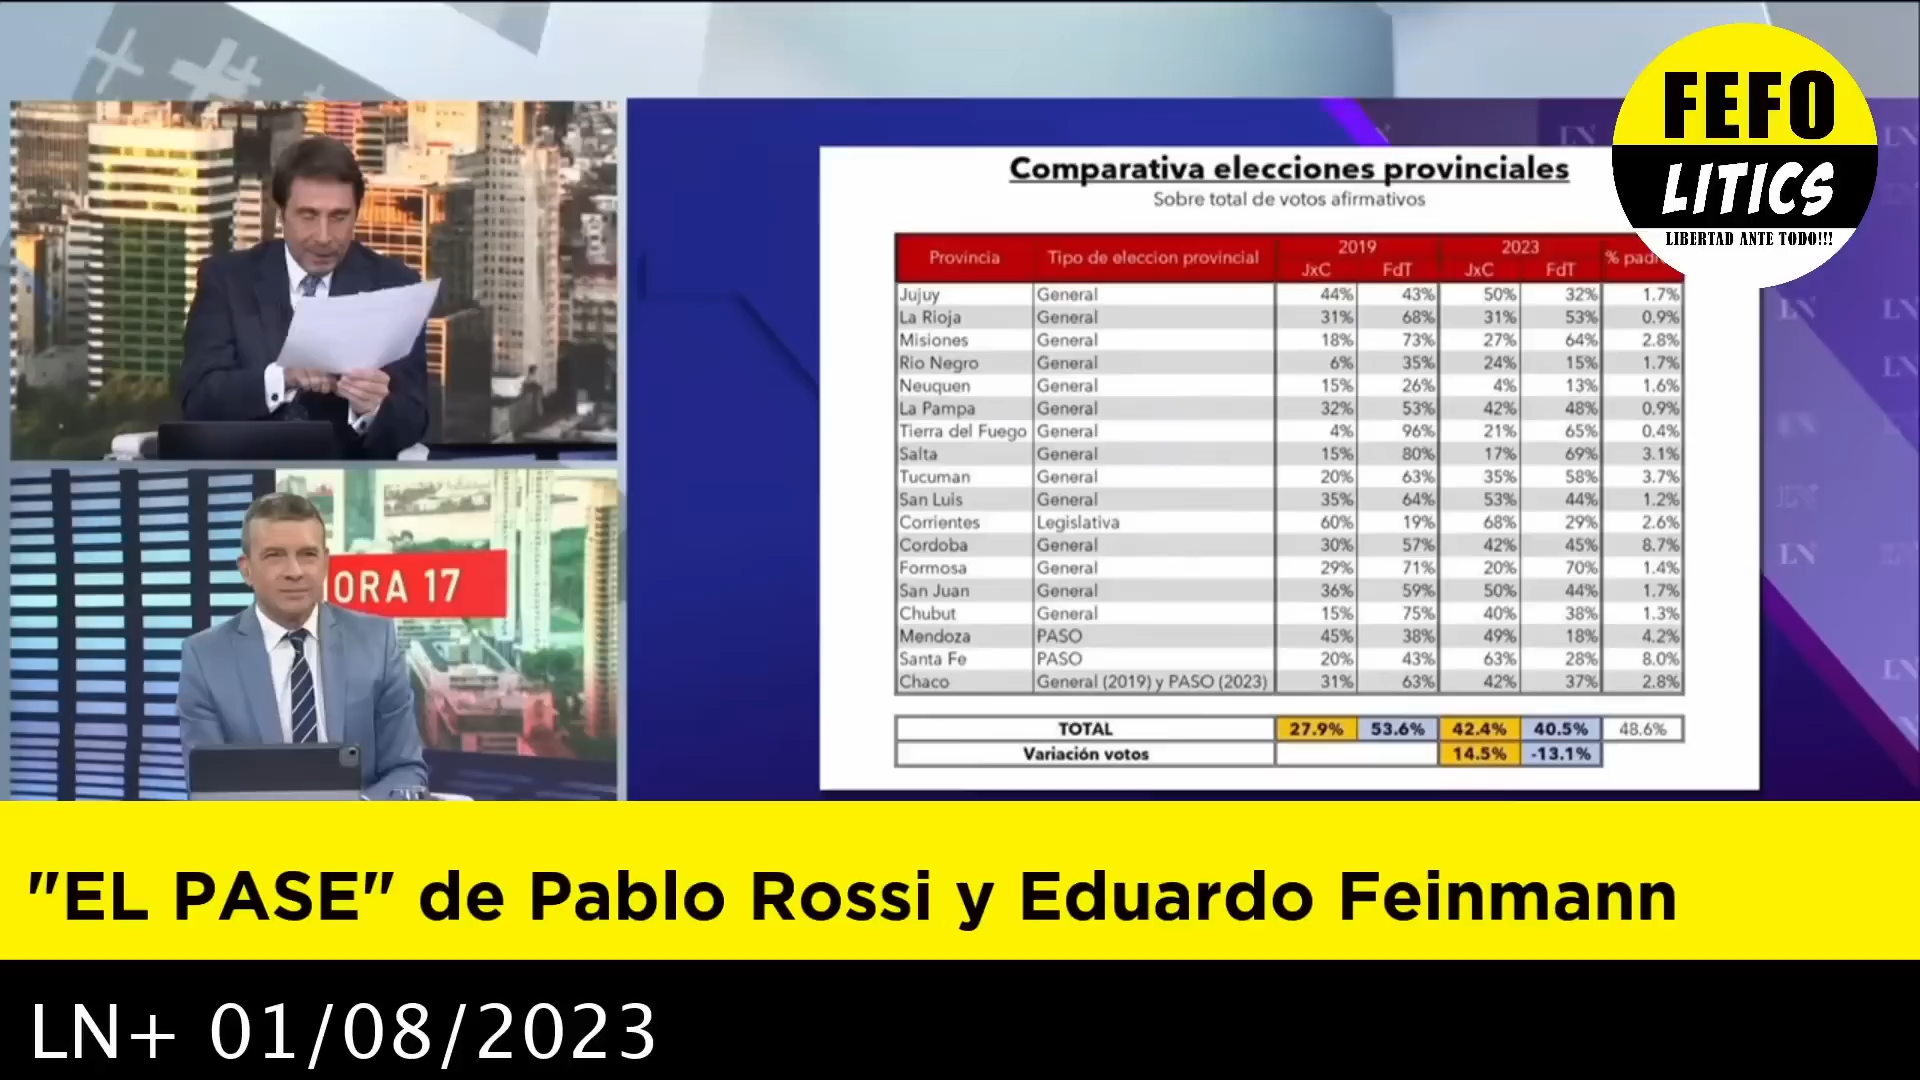 FEFO
LITICS
LIBERTAD ANTE TODO!!!
Comparativa elecciones provinciales
Sobre total de votos afirmativos
Provincia Tipo de eleccion provincial 2019 2023
JxC FdT JxC FdT
Jujuy General 44% 43% 50% 32% 1.7%
La Rioja General 31% 68% 31% 53% 0.9%
Misiones General 18% 73% 27% 64% 2.8%
Rio Negro General 6% 35% 24% 15% 1.7%
Neuquen General 15% 26% 4% 13% 1.6%
La Pampa General 32% 53% 42% 48% 0.9%
Tierra del Fuego General 4% 96% 21% 65% 0.4%
Salta General 15% 80% 17% 69% 3.1%
Tucuman General 20% 63% 35% 58% 3.7%
San Luis General 35% 64% 53% 44% 1.2%
Corrientes Legislativa 60% 19% 68% 29% 2.6%
Cordoba General 30% 57% 42% 45% 8.7%
Formosa General 29% 71% 20% 70% 1.4%
San Juan General 36% 59% 50% 44% 1.7%
Chubut General 15% 75% 40% 38% 1.3%
Mendoza PASO 45% 38% 49% 18% 4.2%
Santa Fe PASO 20% 43% 63% 28% 8.0%
Chaco General (2019) y PASO (2023) 31% 63% 42% 37% 2.8%
TOTAL 27.9% 53.6% 42.4% 40.5% 48.6%
Variación votos 14.5% -13.1%
HORA 17
"EL PASE" de Pablo Rossi y Eduardo Feinmann
LN+ 01/08/2023